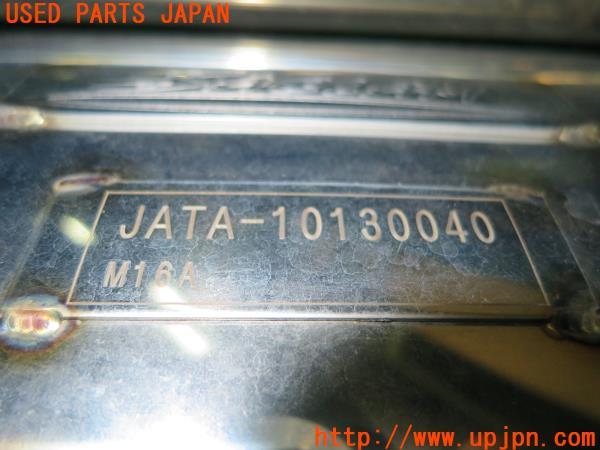 USED PARTS JAPAN
JATA-10130040
M16A
http://www.upjpn.com